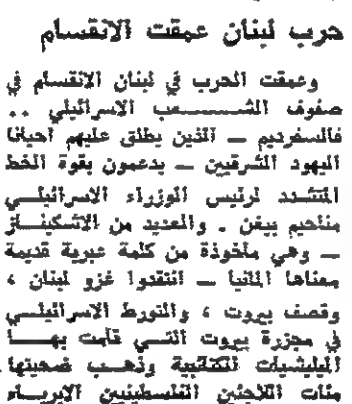 حرب لبنان عمقت الانقسام
وعمقت الحرب في لبنان الانقسام في
صفوف الشعب الاسرائيلي ..
فالسفرديم — الذين يطلق عليهم احيانا
اليهود الشرقيين — يدعمون بقوة الخط
المتشدد لرئيس الوزراء الاسرائيلي
مناحيم بيغن . والعديد من الاشكيناز
— وهي مأخوذة من كلمة عبرية قديمة
معناها المانيا — انتقدوا غزو لبنان ،
وقصف بيروت ، والتورط الاسرائيلي
في مجزرة بيروت التي قامت بها
الميليشيات الكتائبية وذهب ضحيتها
مئات اللاجئين الفلسطينيين الابرياء